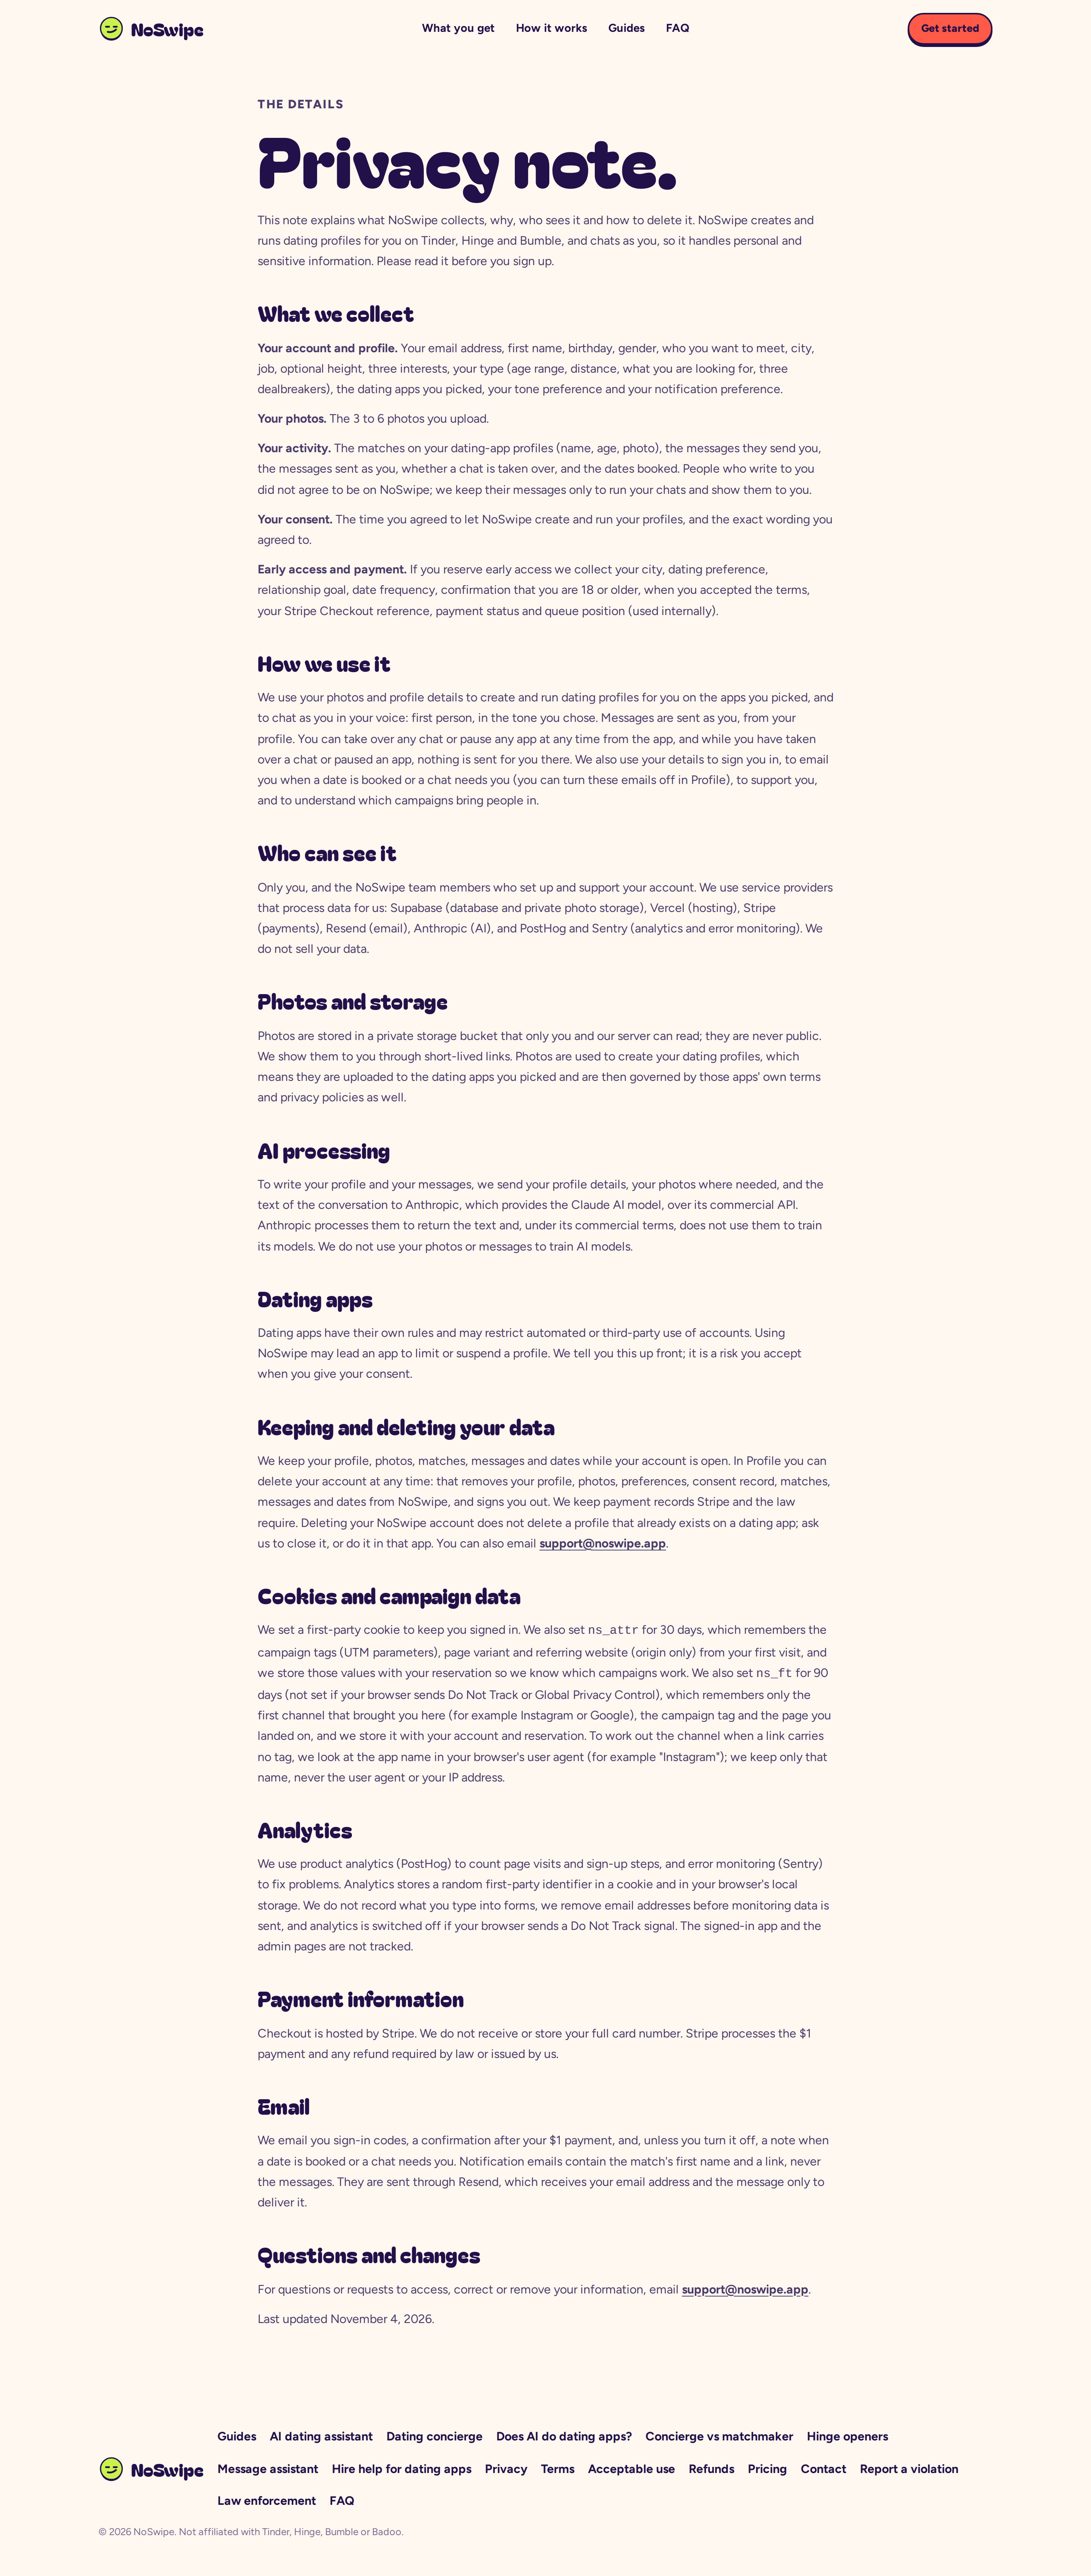 NoSwipe
What you get
How it works
Guides
FAQ
Get started
THE DETAILS
Privacy note.
This note explains what NoSwipe collects, why, who sees it and how to delete it. NoSwipe creates and
runs dating profiles for you on Tinder, Hinge and Bumble, and chats as you, so it handles personal and
sensitive information. Please read it before you sign up.
What we collect
Your account and profile. Your email address, first name, birthday, gender, who you want to meet, city,
job, optional height, three interests, your type (age range, distance, what you are looking for, three
dealbreakers), the dating apps you picked, your tone preference and your notification preference.
Your photos. The 3 to 6 photos you upload.
Your activity. The matches on your dating-app profiles (name, age, photo), the messages they send you,
the messages sent as you, whether a chat is taken over, and the dates booked. People who write to you
did not agree to be on NoSwipe; we keep their messages only to run your chats and show them to you.
Your consent. The time you agreed to let NoSwipe create and run your profiles, and the exact wording you
agreed to.
Early access and payment. If you reserve early access we collect your city, dating preference,
relationship goal, date frequency, confirmation that you are 18 or older, when you accepted the terms,
your Stripe Checkout reference, payment status and queue position (used internally).
How we use it
We use your photos and profile details to create and run dating profiles for you on the apps you picked, and
to chat as you in your voice: first person, in the tone you chose. Messages are sent as you, from your
profile. You can take over any chat or pause any app at any time from the app, and while you have taken
over a chat or paused an app, nothing is sent for you there. We also use your details to sign you in, to email
you when a date is booked or a chat needs you (you can turn these emails off in Profile), to support you,
and to understand which campaigns bring people in.
Who can see it
Only you, and the NoSwipe team members who set up and support your account. We use service providers
that process data for us: Supabase (database and private photo storage), Vercel (hosting), Stripe
(payments), Resend (email), Anthropic (AI), and PostHog and Sentry (analytics and error monitoring). We
do not sell your data.
Photos and storage
Photos are stored in a private storage bucket that only you and our server can read; they are never public.
We show them to you through short-lived links. Photos are used to create your dating profiles, which
means they are uploaded to the dating apps you picked and are then governed by those apps' own terms
and privacy policies as well.
AI processing
To write your profile and your messages, we send your profile details, your photos where needed, and the
text of the conversation to Anthropic, which provides the Claude AI model, over its commercial API.
Anthropic processes them to return the text and, under its commercial terms, does not use them to train
its models. We do not use your photos or messages to train AI models.
Dating apps
Dating apps have their own rules and may restrict automated or third-party use of accounts. Using
NoSwipe may lead an app to limit or suspend a profile. We tell you this up front; it is a risk you accept
when you give your consent.
Keeping and deleting your data
We keep your profile, photos, matches, messages and dates while your account is open. In Profile you can
delete your account at any time: that removes your profile, photos, preferences, consent record, matches,
messages and dates from NoSwipe, and signs you out. We keep payment records Stripe and the law
require. Deleting your NoSwipe account does not delete a profile that already exists on a dating app; ask
us to close it, or do it in that app. You can also email support@noswipe.app.
Cookies and campaign data
We set a first-party cookie to keep you signed in. We also set ns_attr for 30 days, which remembers the
campaign tags (UTM parameters), page variant and referring website (origin only) from your first visit, and
we store those values with your reservation so we know which campaigns work. We also set ns_ft for 90
days (not set if your browser sends Do Not Track or Global Privacy Control), which remembers only the
first channel that brought you here (for example Instagram or Google), the campaign tag and the page you
landed on, and we store it with your account and reservation. To work out the channel when a link carries
no tag, we look at the app name in your browser's user agent (for example "Instagram"); we keep only that
name, never the user agent or your IP address.
Analytics
We use product analytics (PostHog) to count page visits and sign-up steps, and error monitoring (Sentry)
to fix problems. Analytics stores a random first-party identifier in a cookie and in your browser's local
storage. We do not record what you type into forms, we remove email addresses before monitoring data is
sent, and analytics is switched off if your browser sends a Do Not Track signal. The signed-in app and the
admin pages are not tracked.
Payment information
Checkout is hosted by Stripe. We do not receive or store your full card number. Stripe processes the $1
payment and any refund required by law or issued by us.
Email
We email you sign-in codes, a confirmation after your $1 payment, and, unless you turn it off, a note when
a date is booked or a chat needs you. Notification emails contain the match's first name and a link, never
the messages. They are sent through Resend, which receives your email address and the message only to
deliver it.
Questions and changes
For questions or requests to access, correct or remove your information, email support@noswipe.app.
Last updated November 4, 2026.
NoSwipe
Guides AI dating assistant Dating concierge Does AI do dating apps? Concierge vs matchmaker Hinge openers
Message assistant Hire help for dating apps Privacy Terms Acceptable use Refunds Pricing Contact Report a violation
Law enforcement FAQ
© 2026 NoSwipe. Not affiliated with Tinder, Hinge, Bumble or Badoo.